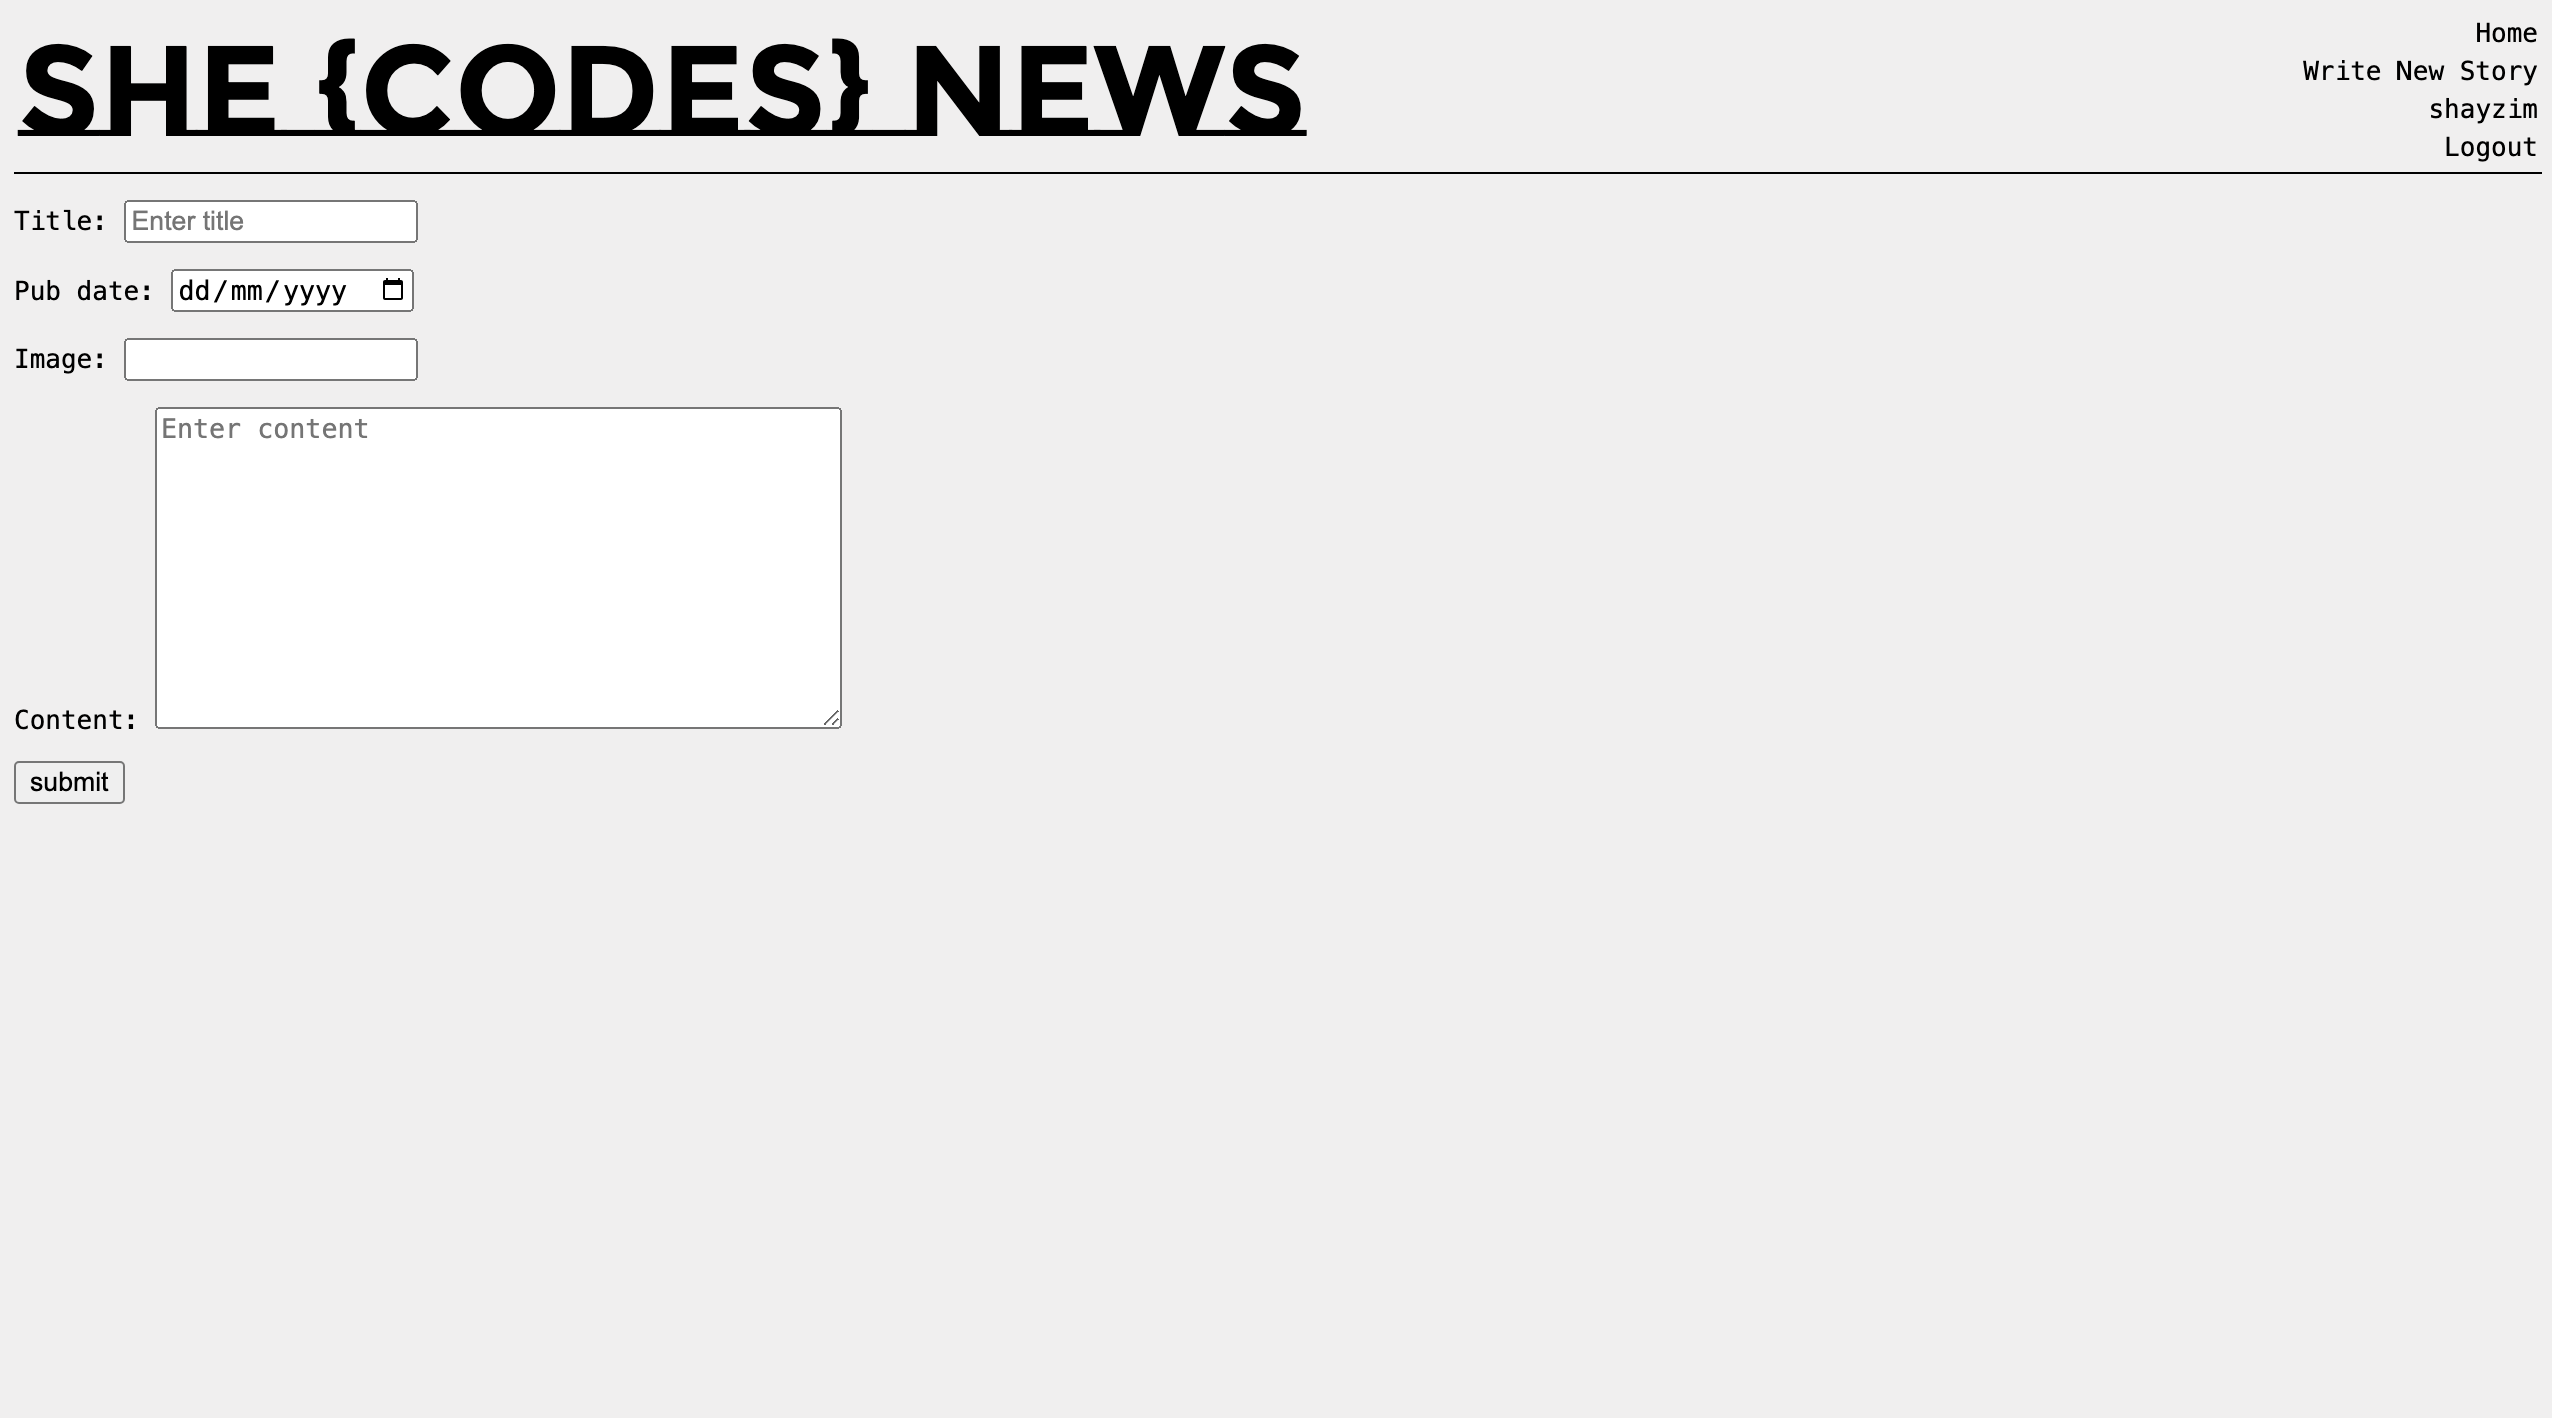 SHE {CODES} NEWS
Home
Write New Story
shayzim
Logout
Title: Enter title
Pub date: dd/mm/yyyy
Image:
Enter content
Content:
submit